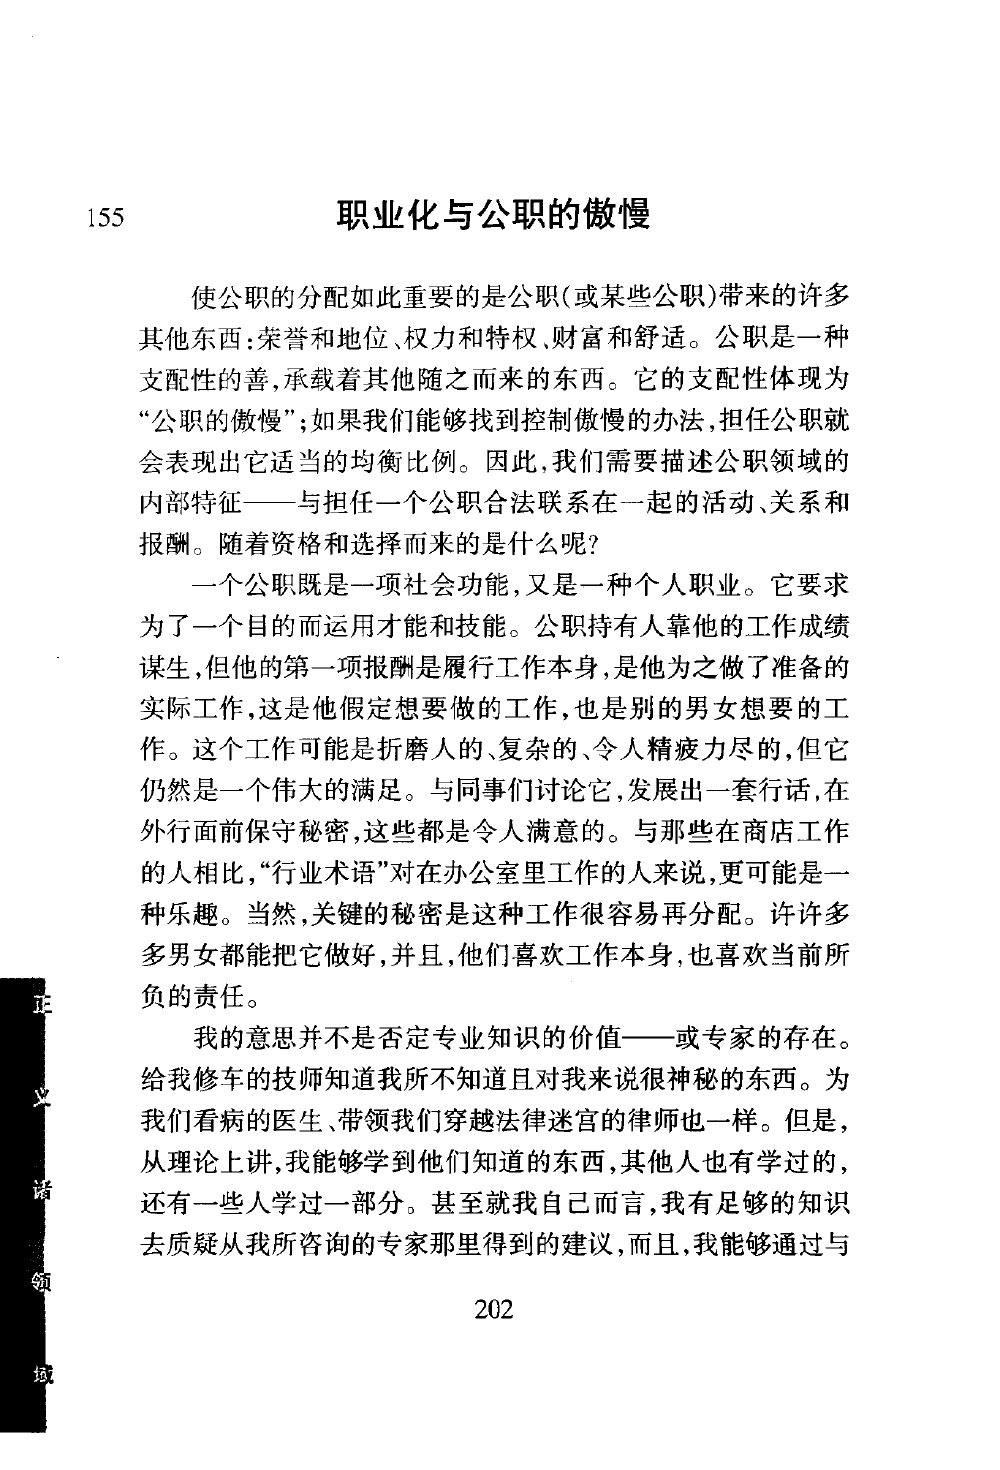 155
职业化与公职的傲慢
使公职的分配如此重要的是公职(或某些公职)带来的许多
其他东西:荣誉和地位、权力和特权、财富和舒适。公职是一种
支配性的善,承载着其他随之而来的东西。它的支配性体现为
“公职的傲慢”;如果我们能够找到控制傲慢的办法,担任公职就
会表现出它适当的均衡比例。因此,我们需要描述公职领域的
内部特征——与担任一个公职合法联系在一起的活动、关系和
报酬。随着资格和选择而来的是什么呢?
一个公职既是一项社会功能,又是一种个人职业。它要求
为了一个目的而运用才能和技能。公职持有人靠他的工作成绩
谋生,但他的第一项报酬是履行工作本身,是他为之做了准备的
实际工作,这是他假定想要做的工作,也是别的男女想要的工
作。这个工作可能是折磨人的、复杂的、令人精疲力尽的,但它
仍然是一个伟大的满足。与同事们讨论它,发展出一套行话,在
外行面前保守秘密,这些都是令人满意的。与那些在商店工作
的人相比,“行业术语”对在办公室里工作的人来说,更可能是一
种乐趣。当然,关键的秘密是这种工作很容易再分配。许许多
多男女都能把它做好,并且,他们喜欢工作本身,也喜欢当前所
负的责任。
我的意思并不是否定专业知识的价值——或专家的存在。
给我修车的技师知道我所不知道且对我来说很神秘的东西。为
我们看病的医生、带领我们穿越法律迷宫的律师也一样。但是,
从理论上讲,我能够学到他们知道的东西,其他人也有学过的,
还有一些人学过一部分。甚至就我自己而言,我有足够的知识
去质疑从我所咨询的专家那里得到的建议,而且,我能够通过与
202
正义诸领域